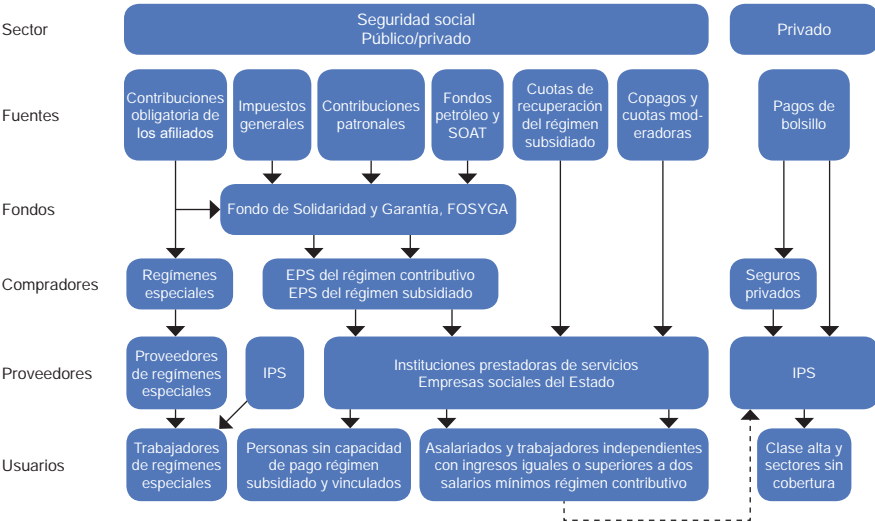 Sector
Seguridad social
Público/privado
Privado
Fuentes
Contribuciones
obligatoria de
los afiliados
Impuestos
generales
Contribuciones
patronales
Fondos
petróleo y
SOAT
Cuotas de
recuperación
del régimen
subsidiado
Copagos y
cuotas mod-
eradoras
Pagos de
bolsillo
Fondos
Fondo de Solidaridad y Garantía, FOSYGA
Compradores
Regímenes
especiales
EPS del régimen contributivo
EPS del régimen subsidiado
Seguros
privados
Proveedores
Proveedores
de regímenes
especiales
IPS
Instituciones prestadoras de servicios
Empresas sociales del Estado
IPS
Usuarios
Trabajadores
de regímenes
especiales
Personas sin capacidad
de pago régimen
subsidiado y vinculados
Asalariados y trabajadores independientes
con ingresos iguales o superiores a dos
salarios mínimos régimen contributivo
Clase alta y
sectores sin
cobertura